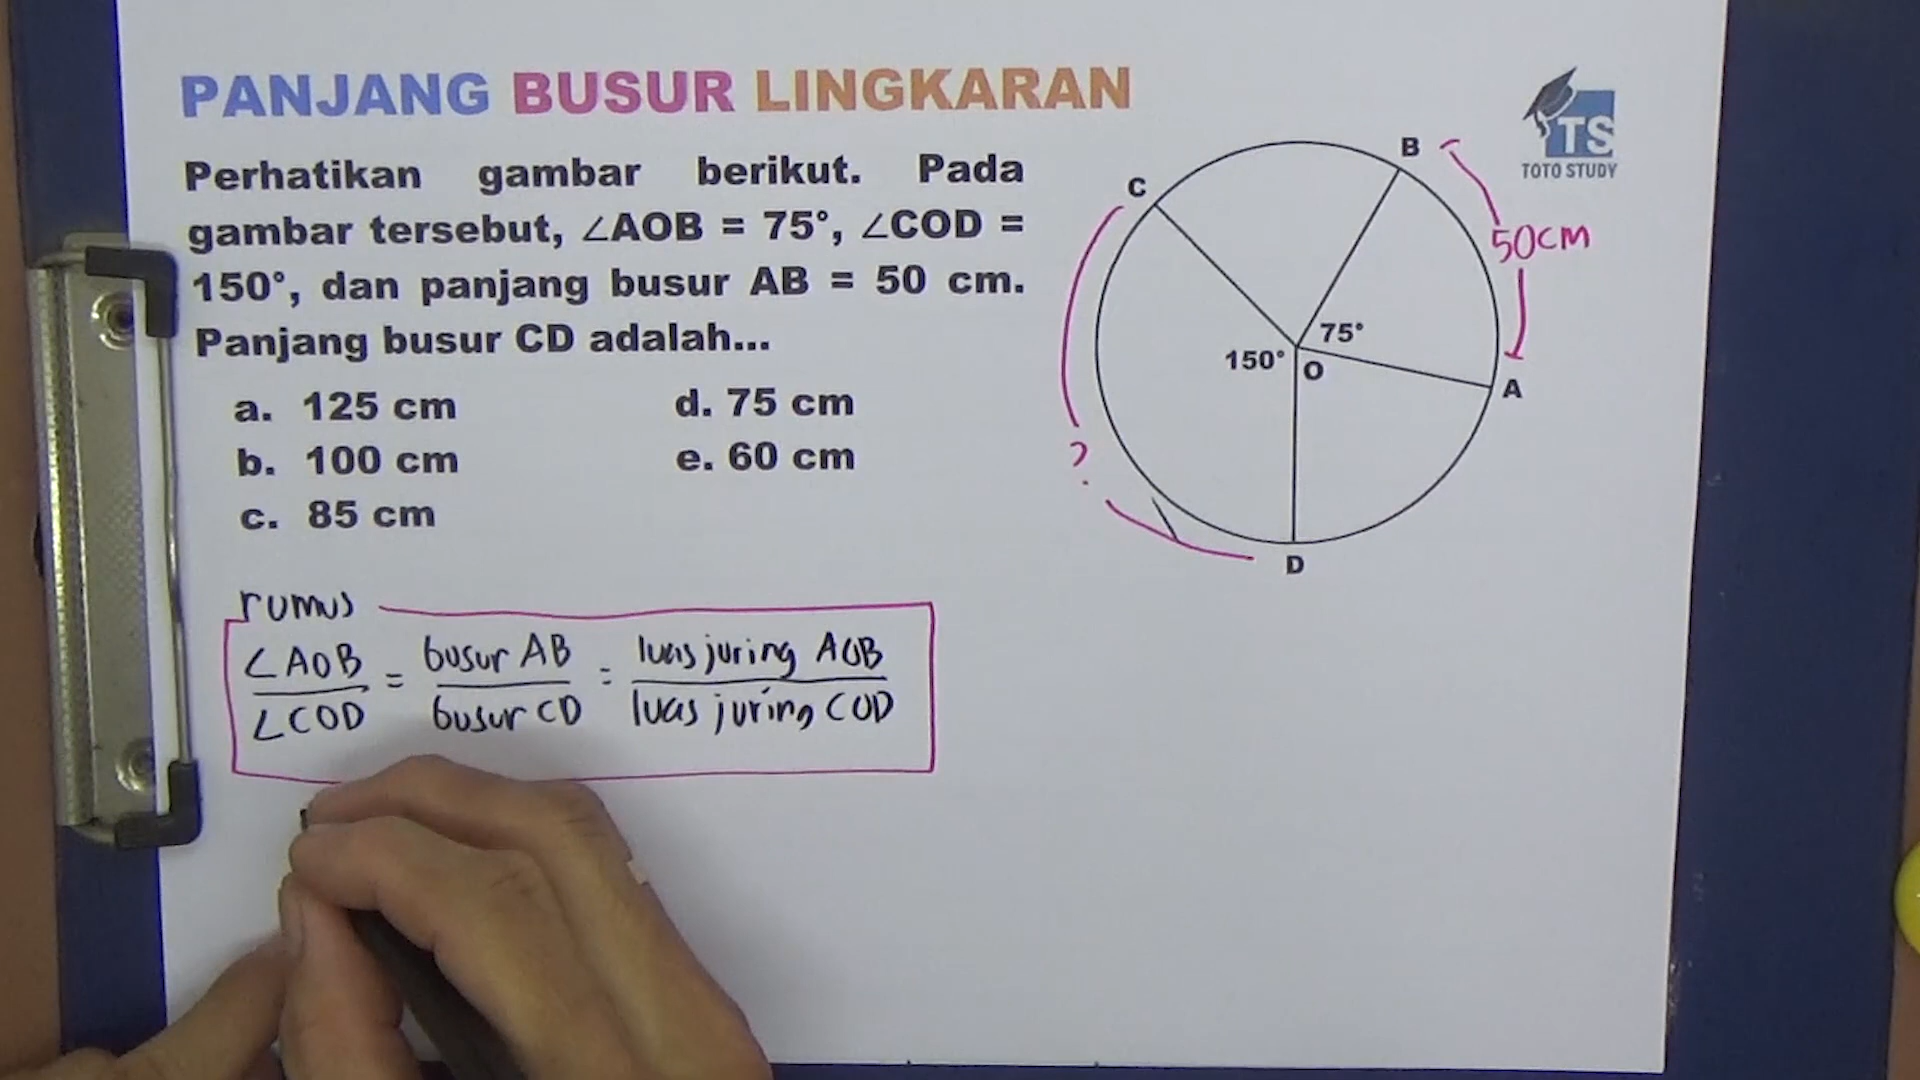 PANJANG BUSUR LINGKARAN
TS
TOTO STUDY
Perhatikan gambar berikut. Pada
gambar tersebut, ∠AOB = 75°, ∠COD =
150°, dan panjang busur AB = 50 cm.
Panjang busur CD adalah...
a. 125 cm
b. 100 cm
c. 85 cm
d. 75 cm
e. 60 cm
B
C
50cm
75°
150°
O
A
?
D
rumus
∠AOB / ∠COD = busur AB / busur CD = luas juring AOB / luas juring COD